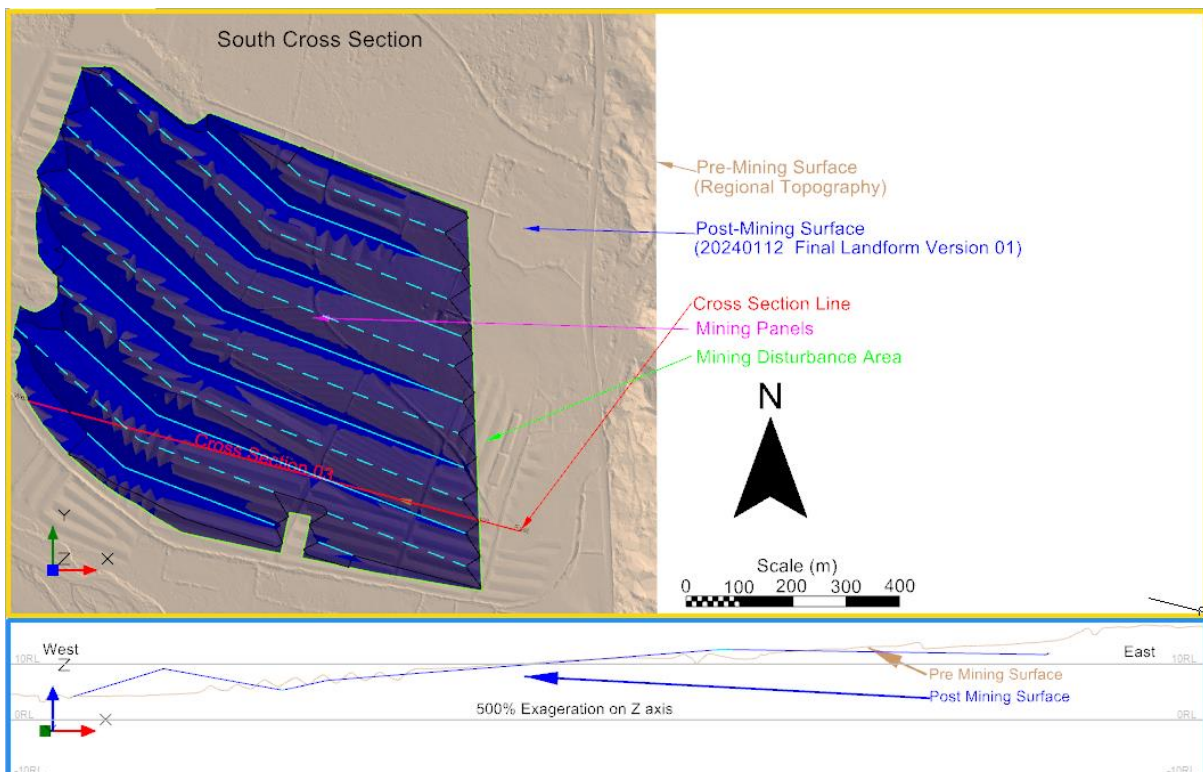 South Cross Section
Pre-Mining Surface
(Regional Topography)
Post-Mining Surface
(20240112 Final Landform Version 01)
Cross Section Line
Mining Panels
Mining Disturbance Area
N
Cross Section 03
Y
Z X
Scale (m)
0 100 200 300 400
West
East
10RL
10RL
Z
Pre Mining Surface
Post Mining Surface
500% Exageration on Z axis
X
0RL
0RL
-10RL
-10RL